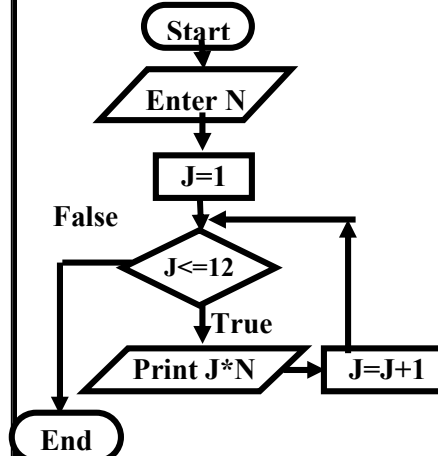 Start
Enter N
J=1
False
J<=12
True
Print J*N
J=J+1
End